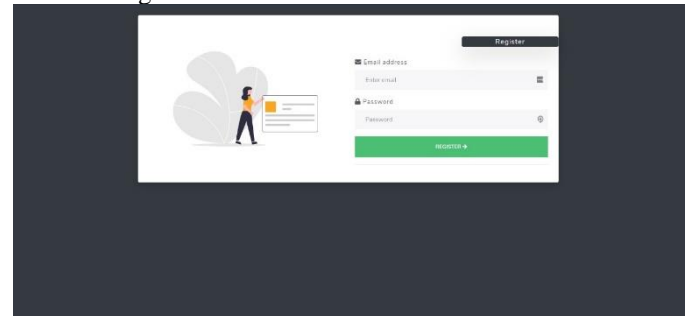 Register
Email address
Enter email
Password
Password
REGISTER →